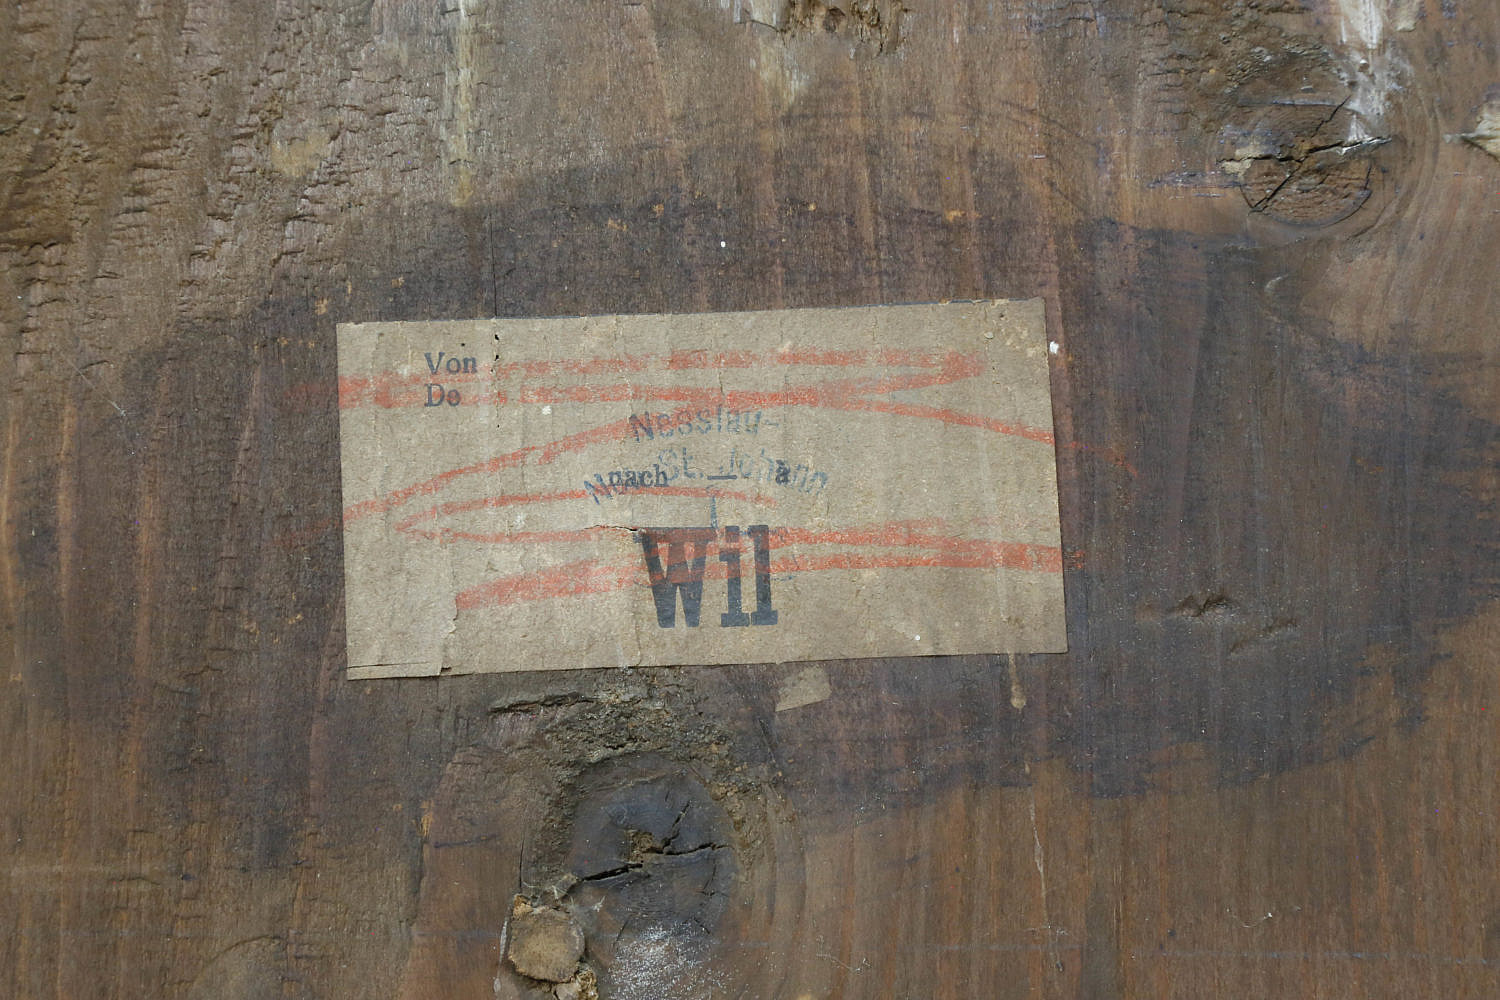 Von
De
Nesslau-
St. Johann
Nach — à
Wil